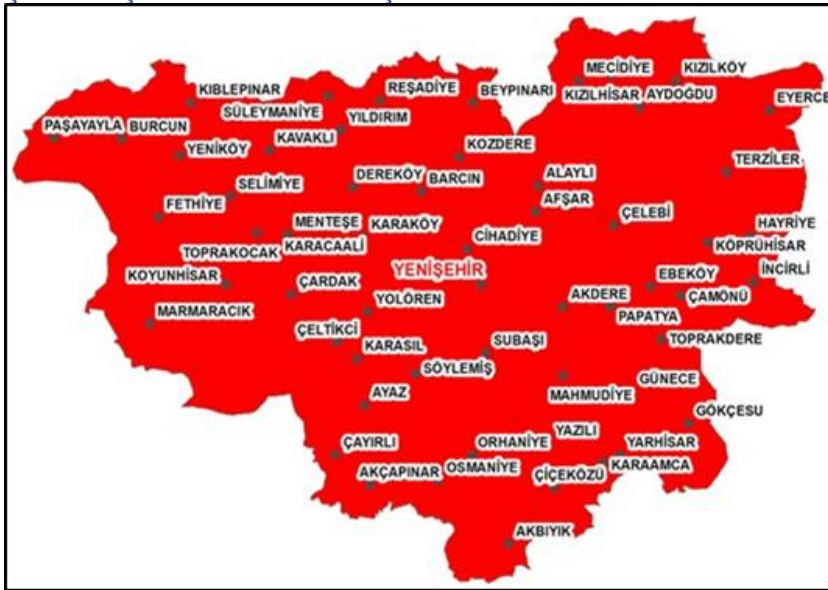 MECİDİYE
KIZILKÖY
KIBLEPINAR
REŞADİYE
BEYPINARI
KIZILHİSAR
AYDOĞDU
EYERCE
SÜLEYMANİYE
YILDIRIM
PAŞAYAYLA
BURCUN
KAVAKLI
KOZDERE
YENİKÖY
TERZİLER
DEREKÖY
BARCIN
ALAYLI
SELİMİYE
AFŞAR
FETHİYE
MENTEŞE
KARAKÖY
ÇELEBİ
HAYRİYE
CİHADİYE
TOPRAKOCAK
KARACAALİ
KÖPRÜHİSAR
YENİŞEHİR
KOYUNHİSAR
İNCİRLİ
ÇARDAK
EBEKÖY
YOLÖREN
AKDERE
ÇAMÖNÜ
MARMARACIK
PAPATYA
ÇELTİKCİ
SUBAŞI
TOPRAKDERE
KARASIL
SÖYLEMİŞ
GÜNECE
AYAZ
MAHMUDİYE
GÖKÇESU
YAZILI
ÇAYIRLI
ORHANİYE
YARHİSAR
AKÇAPINAR
OSMANİYE
ÇİÇEKÖZÜ
KARAAMCA
AKBIYIK